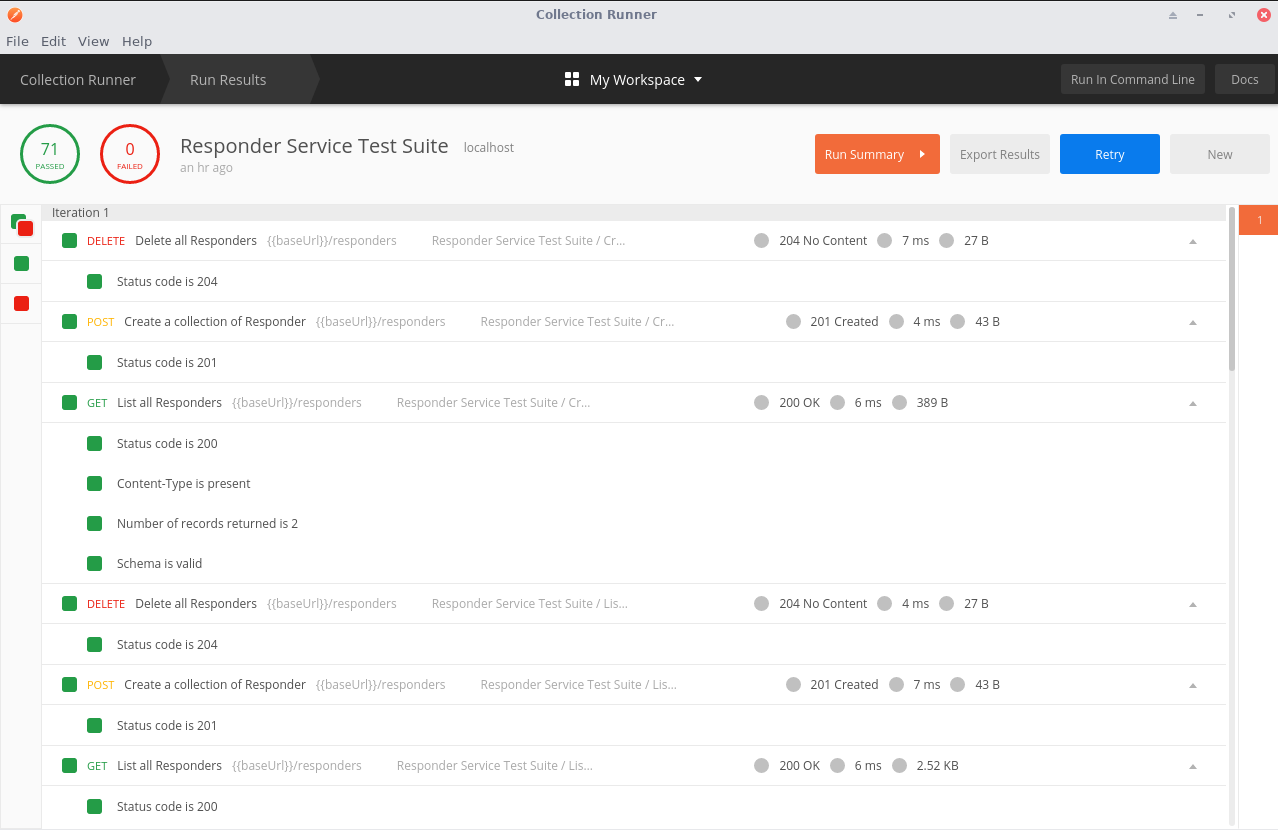 Collection Runner
File Edit View Help
Collection Runner Run Results My Workspace Run In Command Line Docs
71 PASSED 0 FAILED Responder Service Test Suite localhost
an hr ago
Run Summary Export Results Retry New
Iteration 1 1
DELETE Delete all Responders {{baseUrl}}/responders Responder Service Test Suite / Cr... 204 No Content 7 ms 27 B
Status code is 204
POST Create a collection of Responder {{baseUrl}}/responders Responder Service Test Suite / Cr... 201 Created 4 ms 43 B
Status code is 201
GET List all Responders {{baseUrl}}/responders Responder Service Test Suite / Cr... 200 OK 6 ms 389 B
Status code is 200
Content-Type is present
Number of records returned is 2
Schema is valid
DELETE Delete all Responders {{baseUrl}}/responders Responder Service Test Suite / Lis... 204 No Content 4 ms 27 B
Status code is 204
POST Create a collection of Responder {{baseUrl}}/responders Responder Service Test Suite / Lis... 201 Created 7 ms 43 B
Status code is 201
GET List all Responders {{baseUrl}}/responders Responder Service Test Suite / Lis... 200 OK 6 ms 2.52 KB
Status code is 200